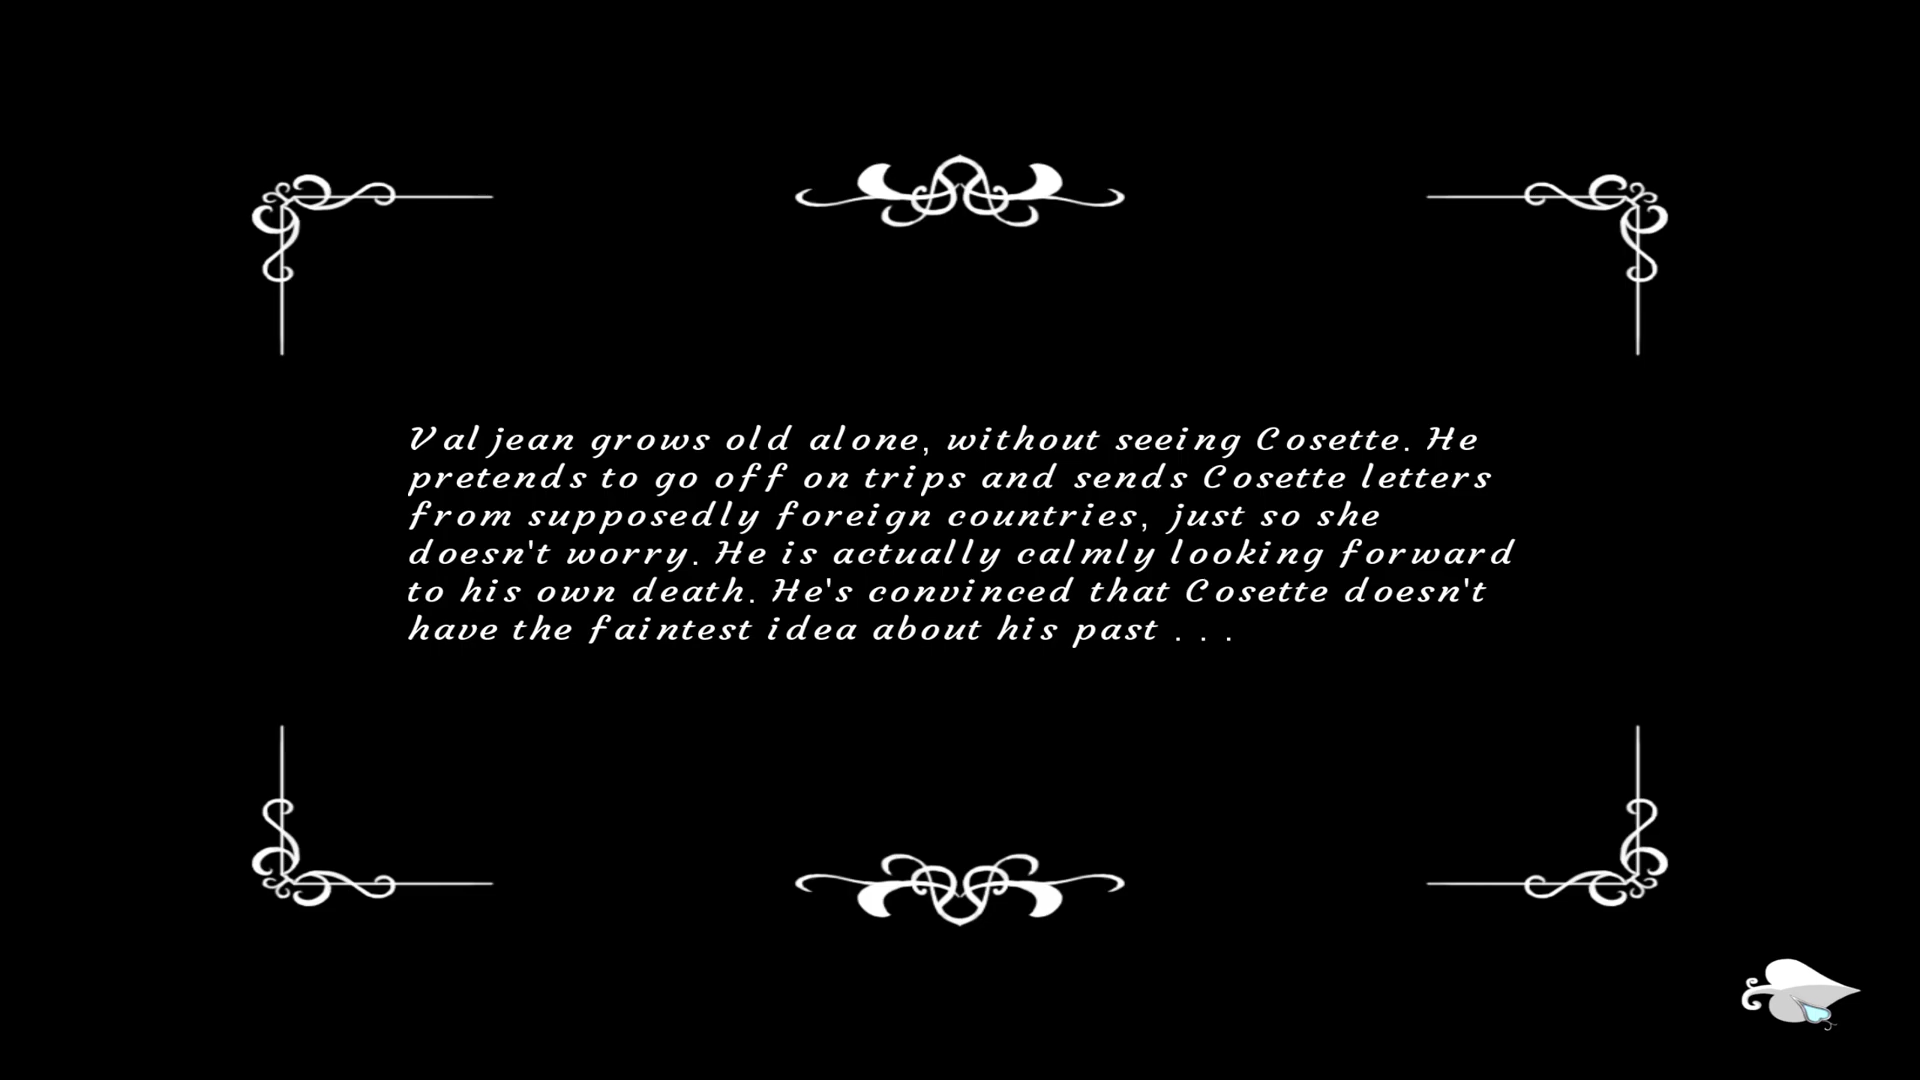 Valjean grows old alone, without seeing Cosette. He
pretends to go off on trips and sends Cosette letters
from supposedly foreign countries, just so she
doesn't worry. He is actually calmly looking forward
to his own death. He's convinced that Cosette doesn't
have the faintest idea about his past . . .